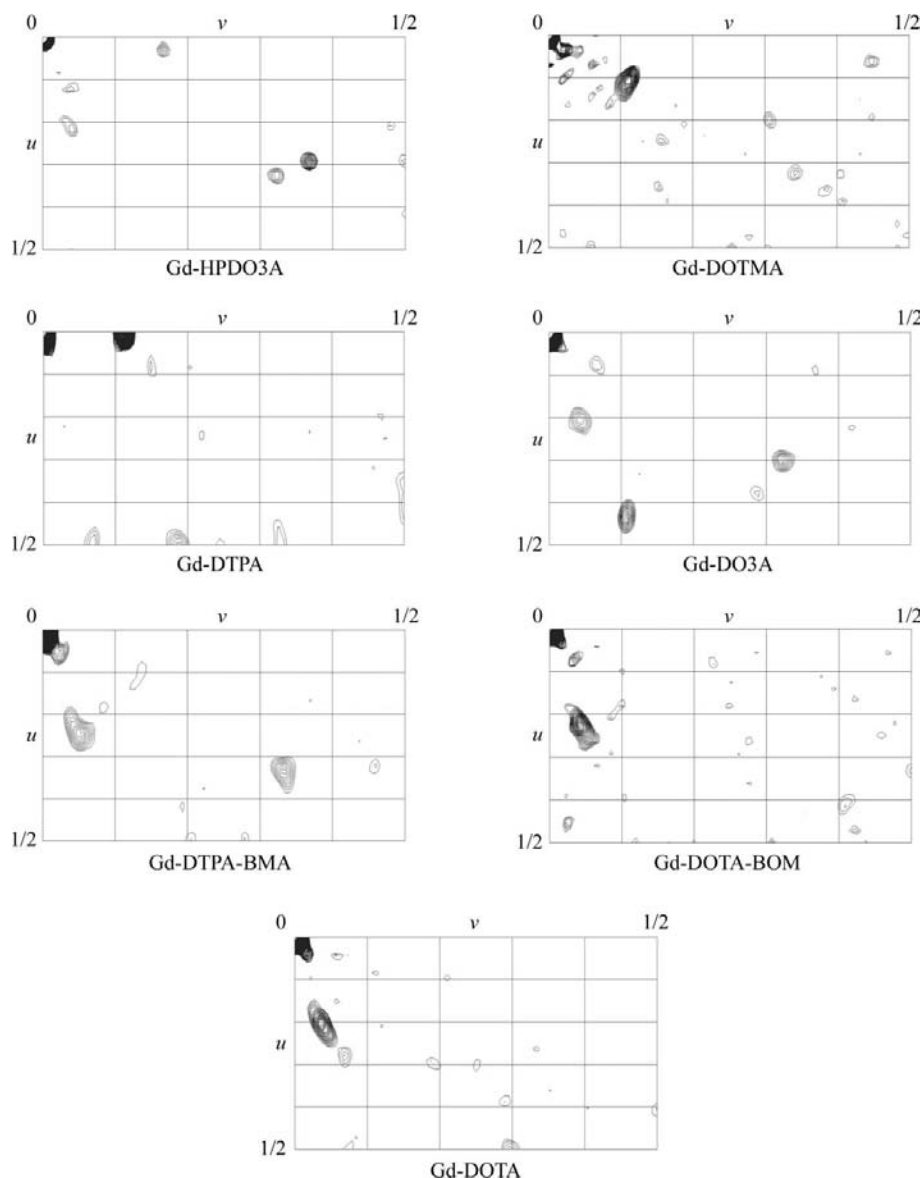 0 v 1/2
u
1/2
Gd-HPDO3A
0 v 1/2
u
1/2
Gd-DOTMA
0 v 1/2
u
1/2
Gd-DTPA
0 v 1/2
u
1/2
Gd-DO3A
0 v 1/2
u
1/2
Gd-DTPA-BMA
0 v 1/2
u
1/2
Gd-DOTA-BOM
0 v 1/2
u
1/2
Gd-DOTA